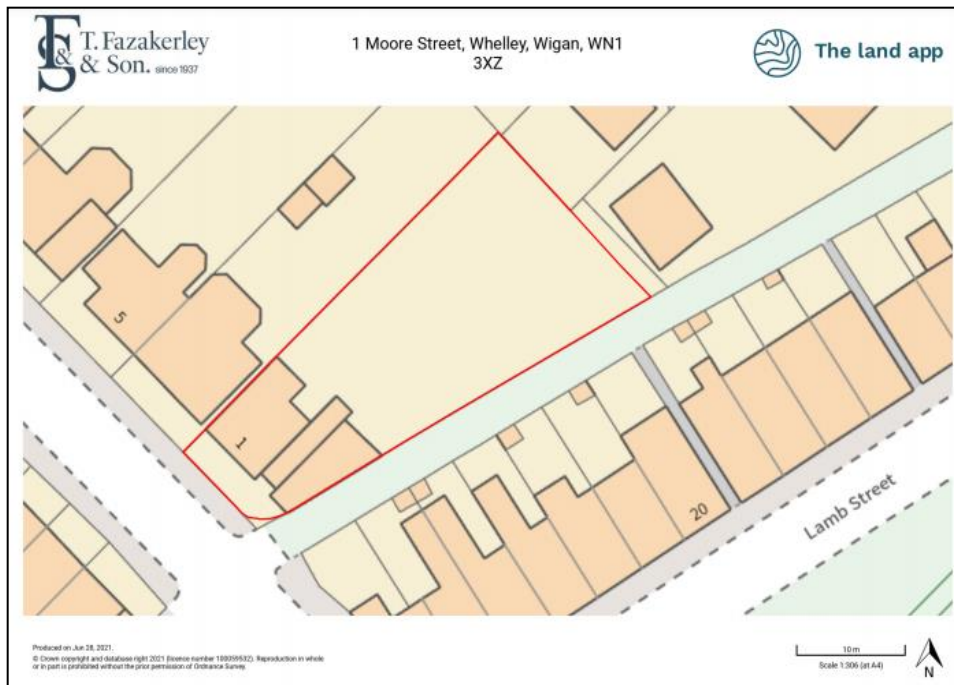 T. Fazakerley
& Son. since 1937
1 Moore Street, Whelley, Wigan, WN1
3XZ
The land app
5
1
20
Lamb Street
Produced on Jun 28, 2021.
© Crown copyright and database right 2021 (licence number 100059532). Reproduction in whole
or in part is prohibited without the prior permission of Ordnance Survey.
10 m
Scale 1:306 (at A4)
N